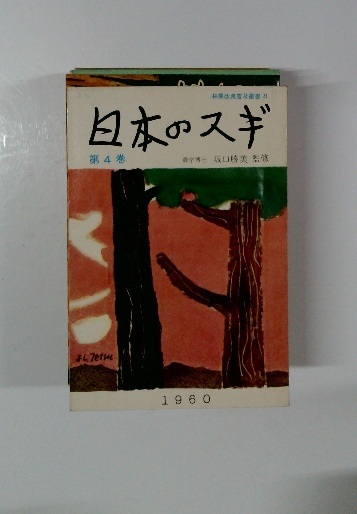 林業改良普及叢書 21
日本のスギ
第4巻
農学博士 坂口勝美 監修
1960